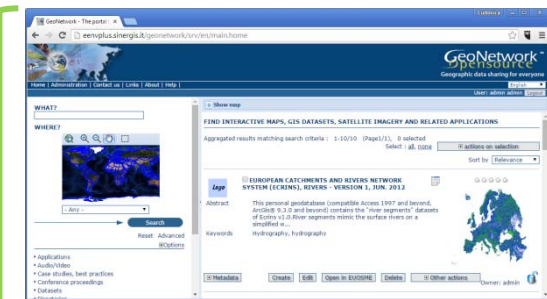 GeoNetwork - The portal t
eenvplus.sinergis.it/geonetwork/srv/en/main.home
GeoNetwork
opensource
Geographic data sharing for everyone
Home | Administration | Contact us | Links | About | Help |
English
User: admin admin Logout
WHAT?
WHERE?
- Any -
Search
Reset Advanced
Options
• Applications
• Audio/Video
• Case studies, best practices
• Conference proceedings
• Datasets
Show map
FIND INTERACTIVE MAPS, GIS DATASETS, SATELLITE IMAGERY AND RELATED APPLICATIONS
Aggregated results matching search criteria : 1-10/10 (Page1/1), 0 selected
Select : all, none
actions on selection
Sort by Relevance
Logo
EUROPEAN CATCHMENTS AND RIVERS NETWORK
SYSTEM (ECRINS), RIVERS - VERSION 1, JUN. 2012
Abstract This personal geodatabase (compatible Access 1997 and beyond,
ArcGis® 9.3.0 and beyond) contains the "river segments" datasets
of Ecrins v1.0.River segments mimic the surface rivers on a
simplified w...
Keywords Hydrography, hydrography
Metadata Create Edit Open in EUOSME Delete Other actions
Owner: admin